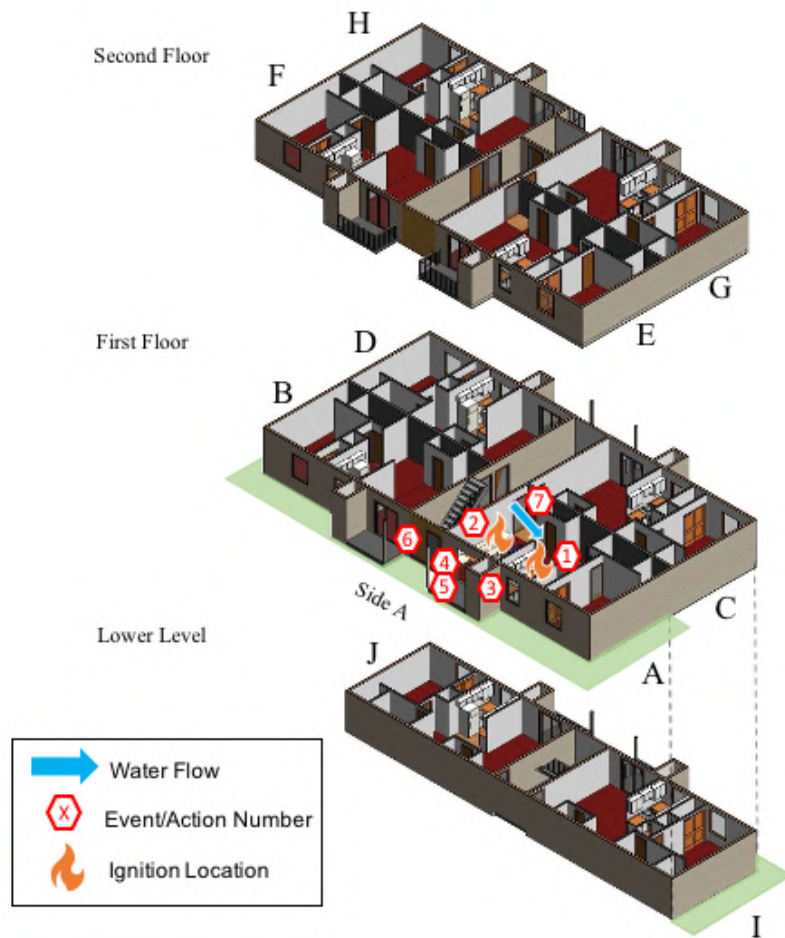 H
Second Floor
F
G
E
First Floor
D
B
7
2
6
1
4
5
3
Side A
C
Lower Level
J
A
Water Flow
X
Event/Action Number
Ignition Location
I